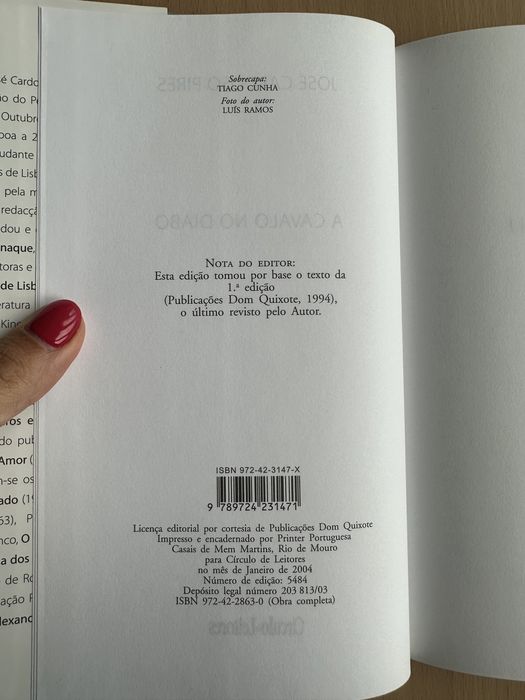 Sobrecapa:
TIAGO CUNHA
Foto do autor:
LUÍS RAMOS
NOTA DO EDITOR:
Esta edição tomou por base o texto da
1.ª edição
(Publicações Dom Quixote, 1994),
o último revisto pelo Autor.
ISBN 972-42-3147-X
9 789724 231471
Licença editorial por cortesia de Publicações Dom Quixote
Impresso e encadernado por Printer Portuguesa
Casais de Mem Martins, Rio de Mouro
para Círculo de Leitores
no mês de Janeiro de 2004
Número de edição: 5484
Depósito legal número 203 813/03
ISBN 972-42-2863-0 (Obra completa)